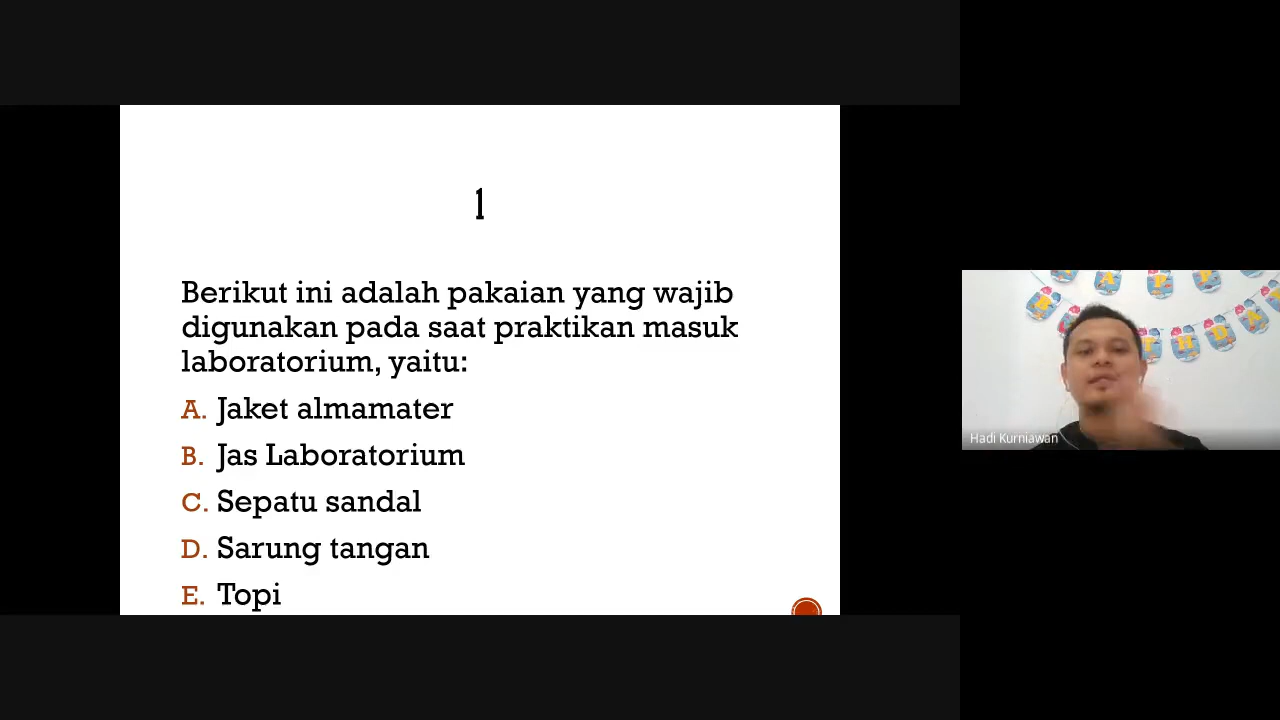 1
Berikut ini adalah pakaian yang wajib
digunakan pada saat praktikan masuk
laboratorium, yaitu:
A. Jaket almamater
B. Jas Laboratorium
C. Sepatu sandal
D. Sarung tangan
E. Topi
Hadi Kurniawan